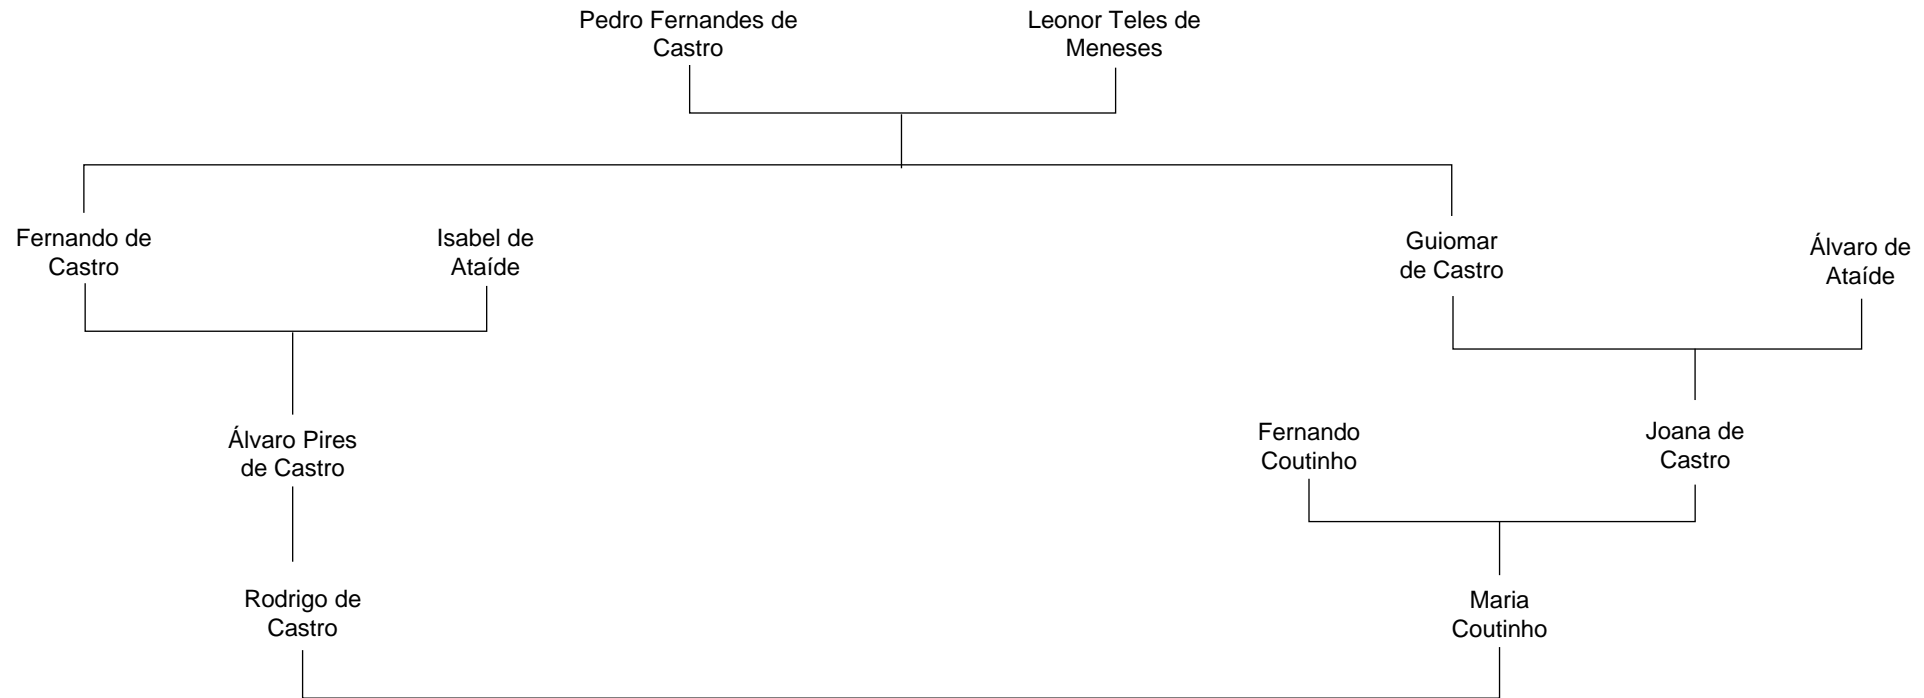 Pedro Fernandes de
Castro
Leonor Teles de
Meneses
Fernando de
Castro
Isabel de
Ataíde
Guiomar
de Castro
Álvaro de
Ataíde
Álvaro Pires
de Castro
Fernando
Coutinho
Joana de
Castro
Rodrigo de
Castro
Maria
Coutinho